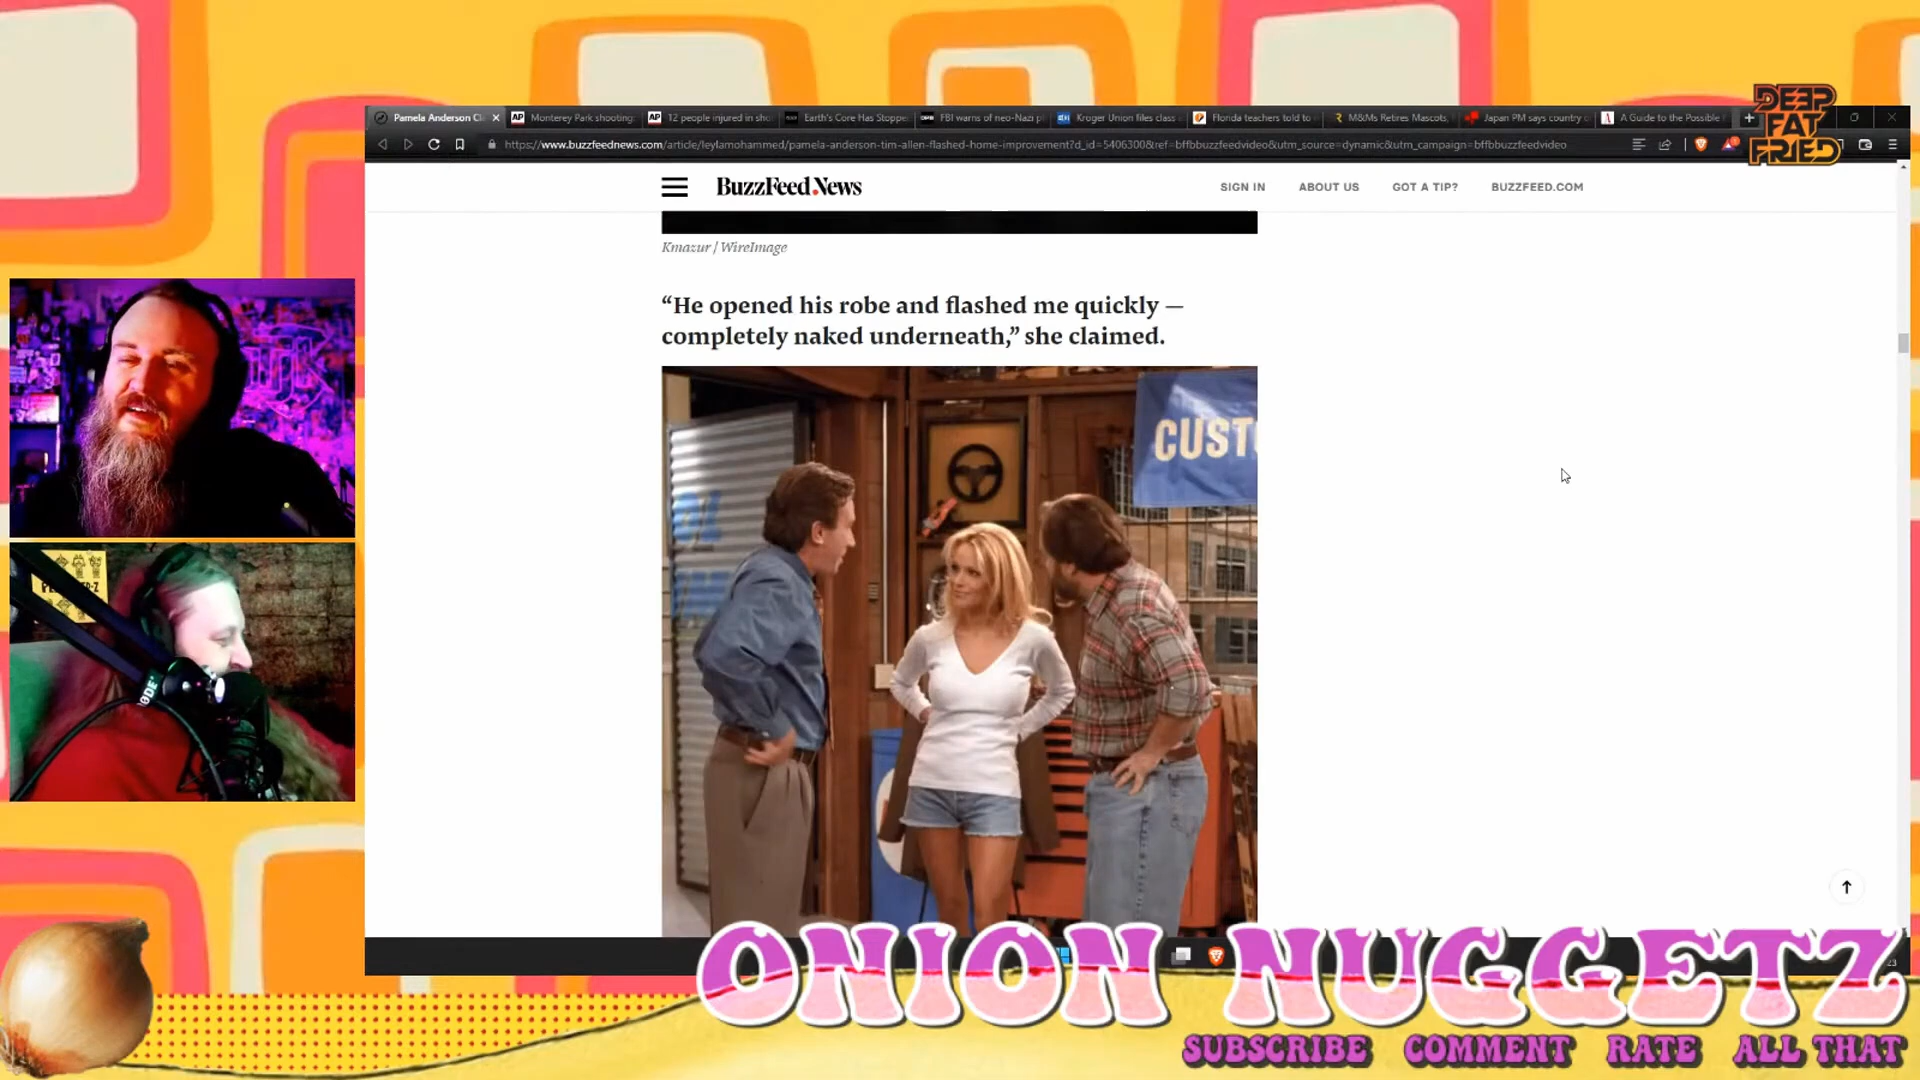 DEEP
FAT
FRIED
Pamela Anderson Cl
Monterey Park shooting:
12 people injured in sho
Earth's Core Has Stoppe
FBI warns of neo-Nazi p
Kroger Union files class
Florida teachers told to
M&Ms Retires Mascots,
Japan PM says country o
A Guide to the Possible
https://www.buzzfeednews.com/article/leylamohammed/pamela-anderson-tim-allen-flashed-home-improvement?d_id=5406300&ref=bffbbuzzfeedvideo&utm_source=dynamic&utm_campaign=bffbbuzzfeedvideo
BuzzFeed.News
SIGN IN ABOUT US GOT A TIP? BUZZFEED.COM
Kmazur / WireImage
“He opened his robe and flashed me quickly —
completely naked underneath,” she claimed.
CUST
ONION NUGGETZ
SUBSCRIBE COMMENT RATE ALL THAT